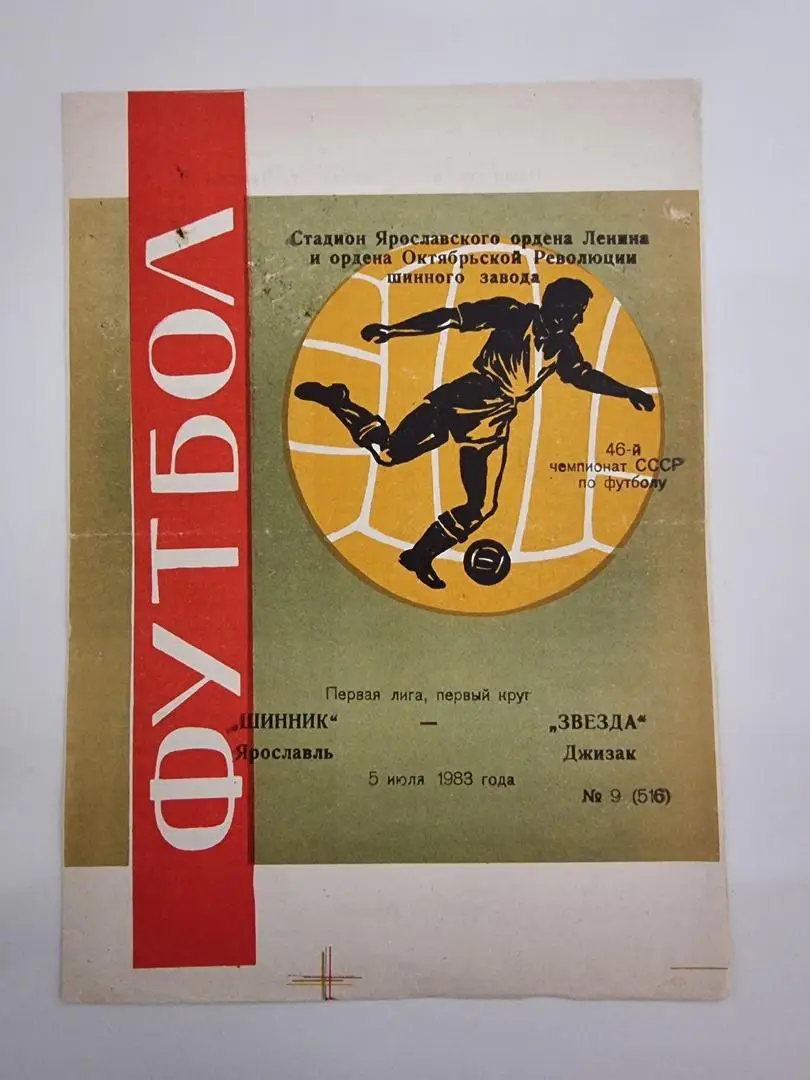 ФУТБОЛ
Стадион Ярославского ордена Ленина
и ордена Октябрьской Революции
шинного завода
46-й
чемпионат СССР
по футболу
Первая лига, первый круг
„ШИННИК“ — „ЗВЕЗДА“
Ярославль Джизак
5 июля 1983 года
№ 9 (516)